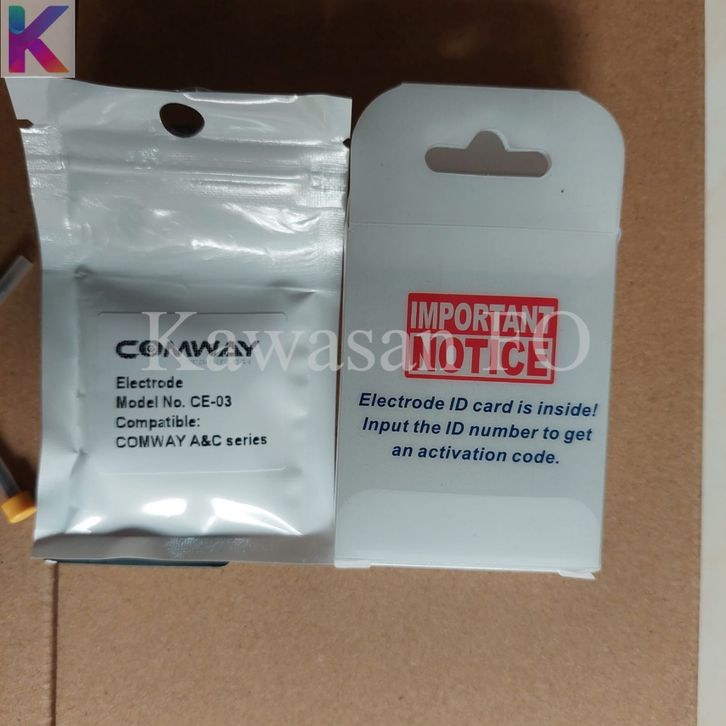 K
Kawasan FO
COMWAY
Electrode
Model No. CE-03
Compatible:
COMWAY A&C series
IMPORTANT
NOTICE
Electrode ID card is inside!
Input the ID number to get
an activation code.